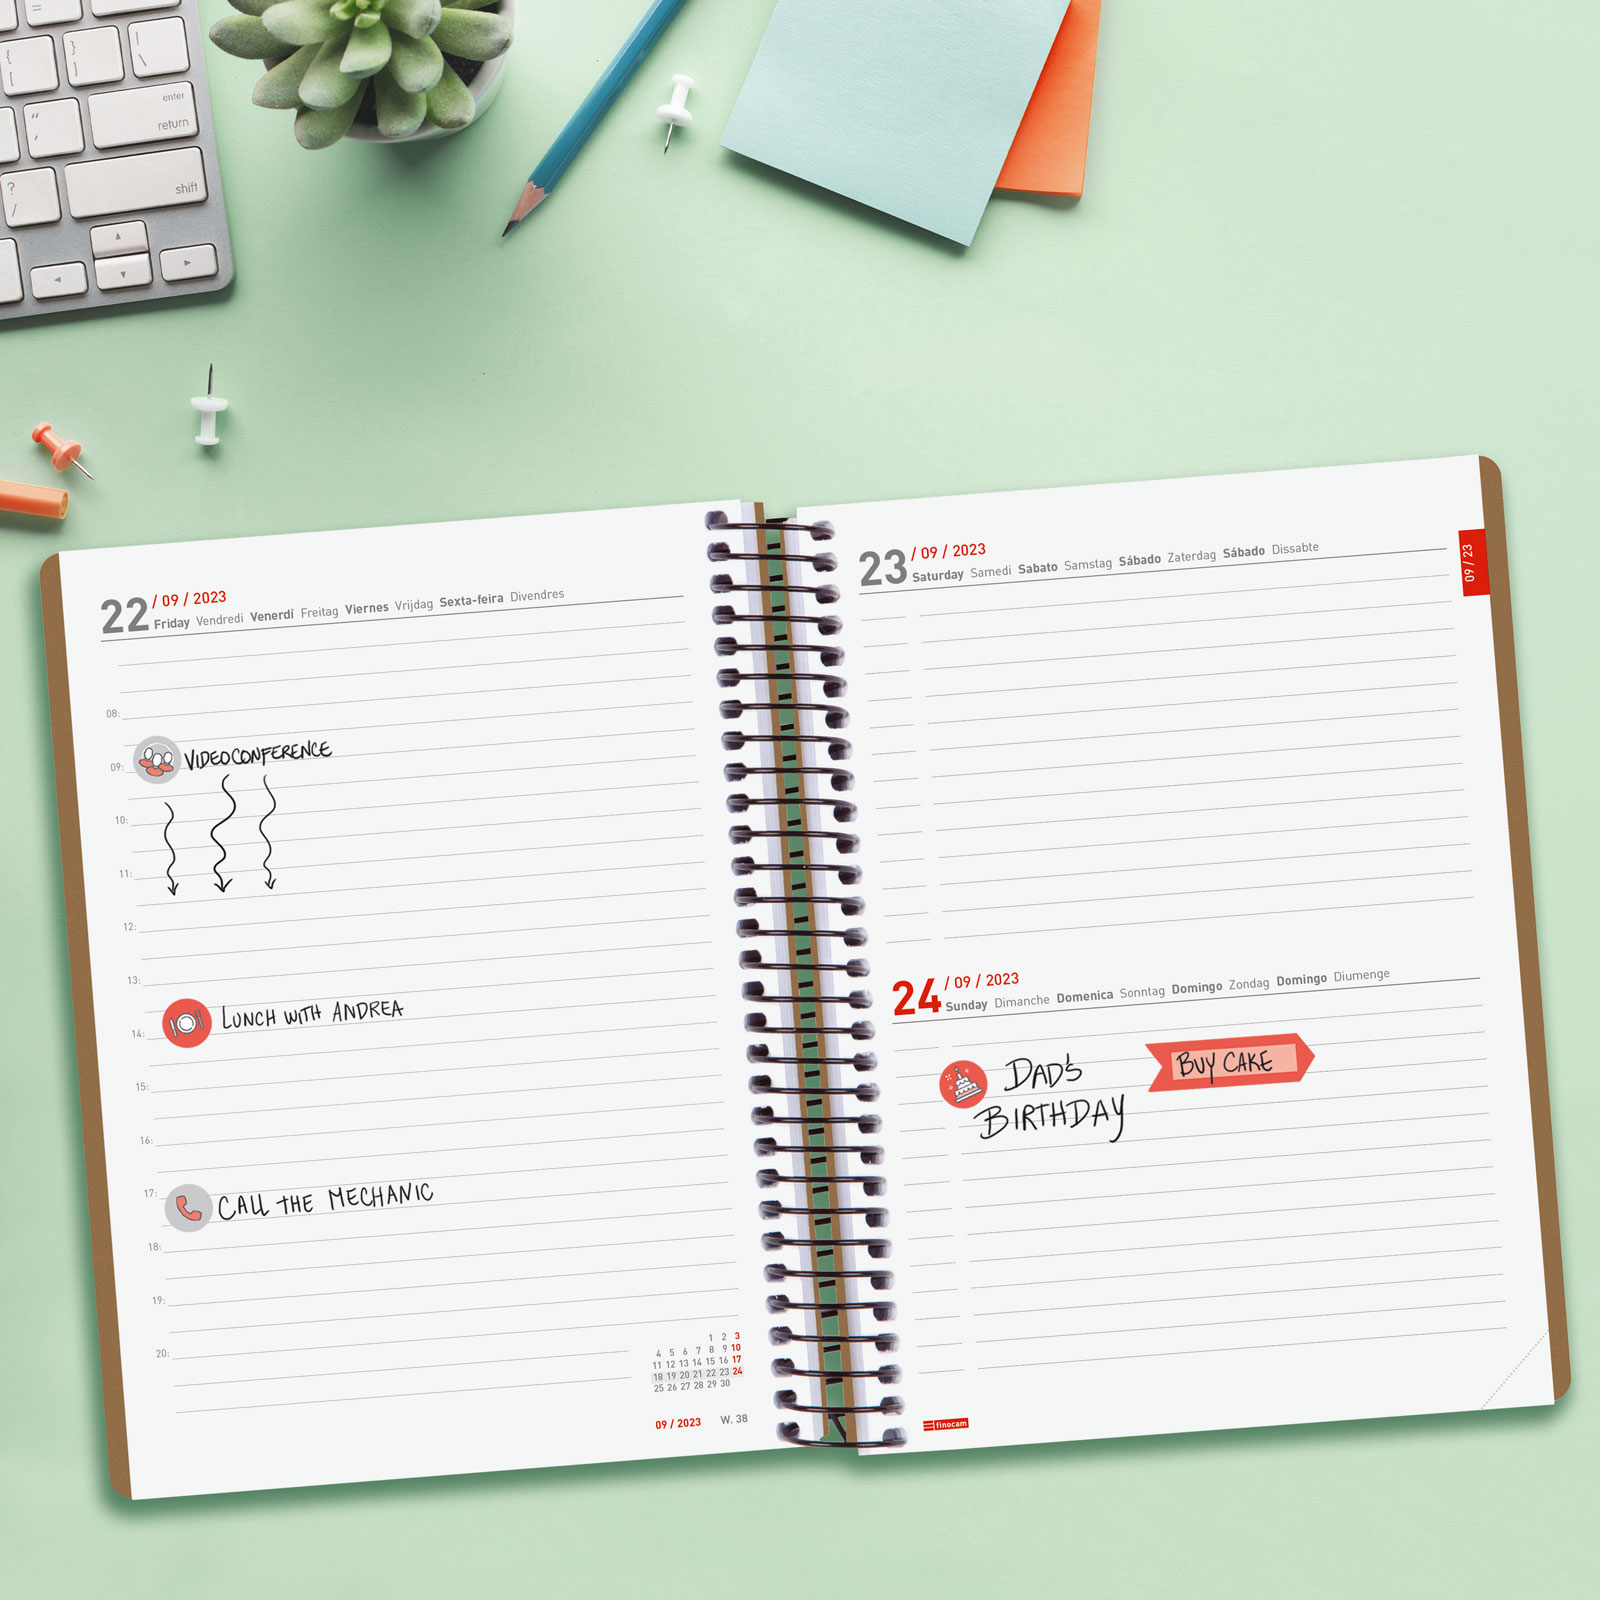 {
[
}
]
|
\
"
'
enter
return
?
/
shift
22 / 09 / 2023
Friday Vendredi Venerdì Freitag Viernes Vrijdag Sexta-feira Divendres
08:
09: VIDEOCONFERENCE
10:
11:
12:
13:
14: LUNCH WITH ANDREA
15:
16:
17: CALL THE MECHANIC
18:
19:
20:
1 2 3
4 5 6 7 8 9 10
11 12 13 14 15 16 17
18 19 20 21 22 23 24
25 26 27 28 29 30
09 / 2023 W. 38
23 / 09 / 2023
Saturday Samedi Sabato Samstag Sábado Zaterdag Sábado Dissabte
09 / 23
24 / 09 / 2023
Sunday Dimanche Domenica Sonntag Domingo Zondag Domingo Diumenge
DAD'S
BIRTHDAY
BUY CAKE
finocam